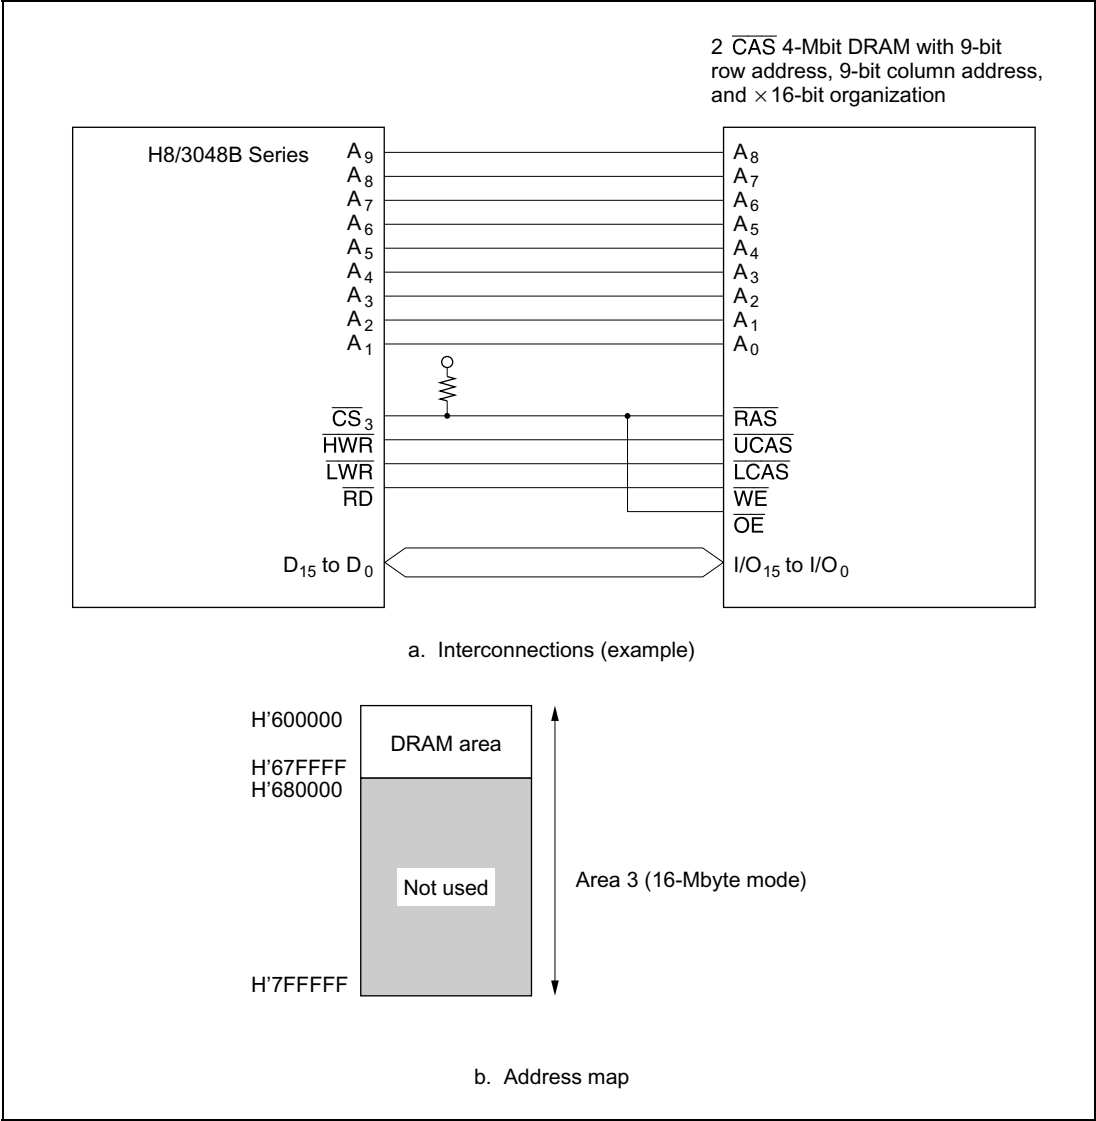 2 CAS 4-Mbit DRAM with 9-bit
row address, 9-bit column address,
and ×16-bit organization
H8/3048B Series
A9
A8
A7
A6
A5
A4
A3
A2
A1
CS3
HWR
LWR
RD
D15 to D0
A8
A7
A6
A5
A4
A3
A2
A1
A0
RAS
UCAS
LCAS
WE
OE
I/O15 to I/O0
a. Interconnections (example)
H'600000
DRAM area
H'67FFFF
H'680000
Not used
Area 3 (16-Mbyte mode)
H'7FFFFF
b. Address map